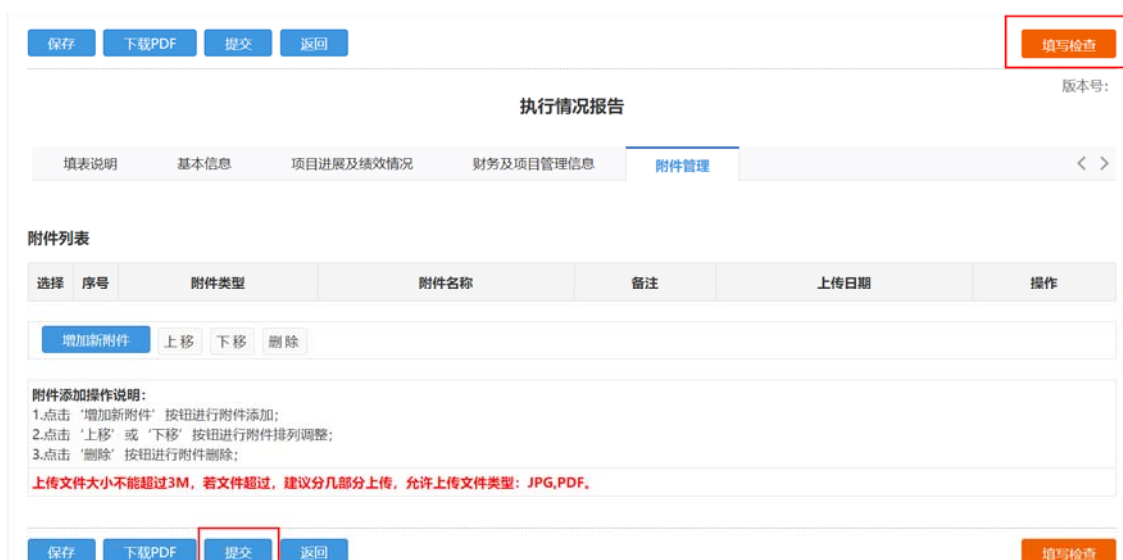 保存 下载PDF 提交 返回 填写检查
版本号:
执行情况报告
填表说明 基本信息 项目进展及绩效情况 财务及项目管理信息 附件管理 < >
附件列表
选择 序号 附件类型 附件名称 备注 上传日期 操作
增加新附件 上移 下移 删除
附件添加操作说明:
1.点击‘增加新附件’按钮进行附件添加;
2.点击‘上移’或‘下移’按钮进行附件排列调整;
3.点击‘删除’按钮进行附件删除;
上传文件大小不能超过3M，若文件超过，建议分几部分上传，允许上传文件类型：JPG,PDF。
保存 下载PDF 提交 返回 填写检查